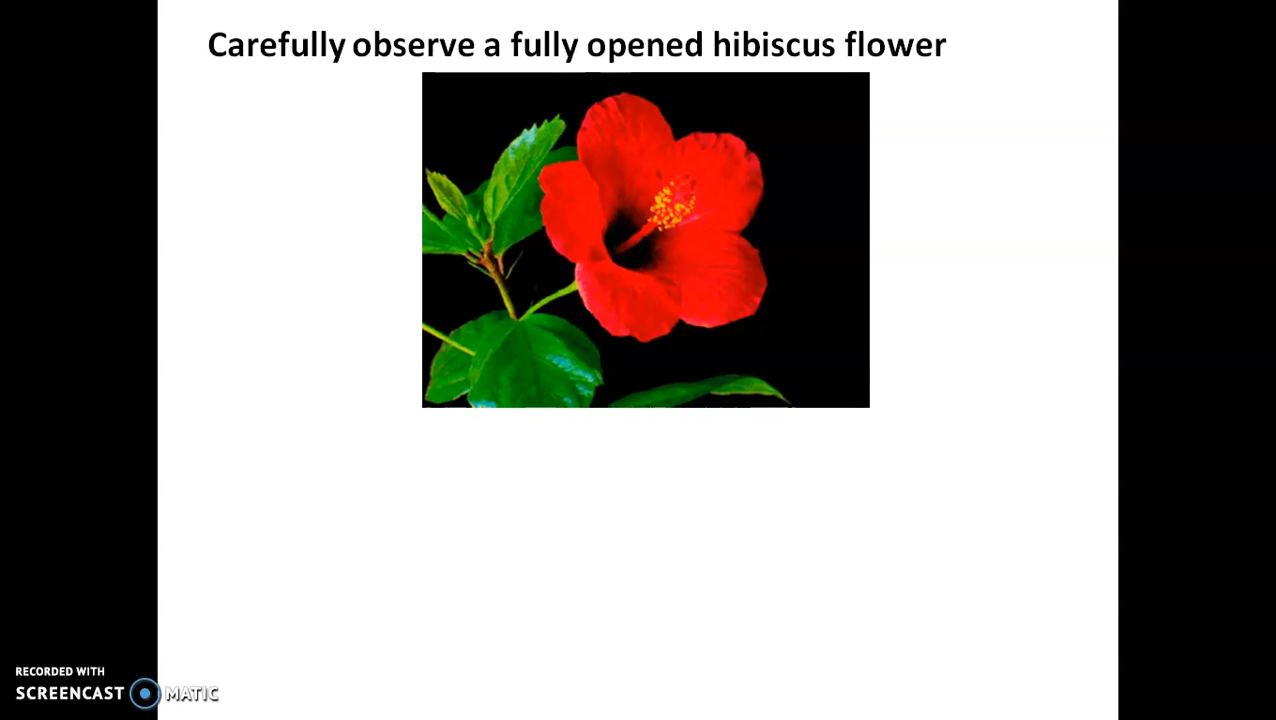 Carefully observe a fully opened hibiscus flower
RECORDED WITH
SCREENCAST MATIC